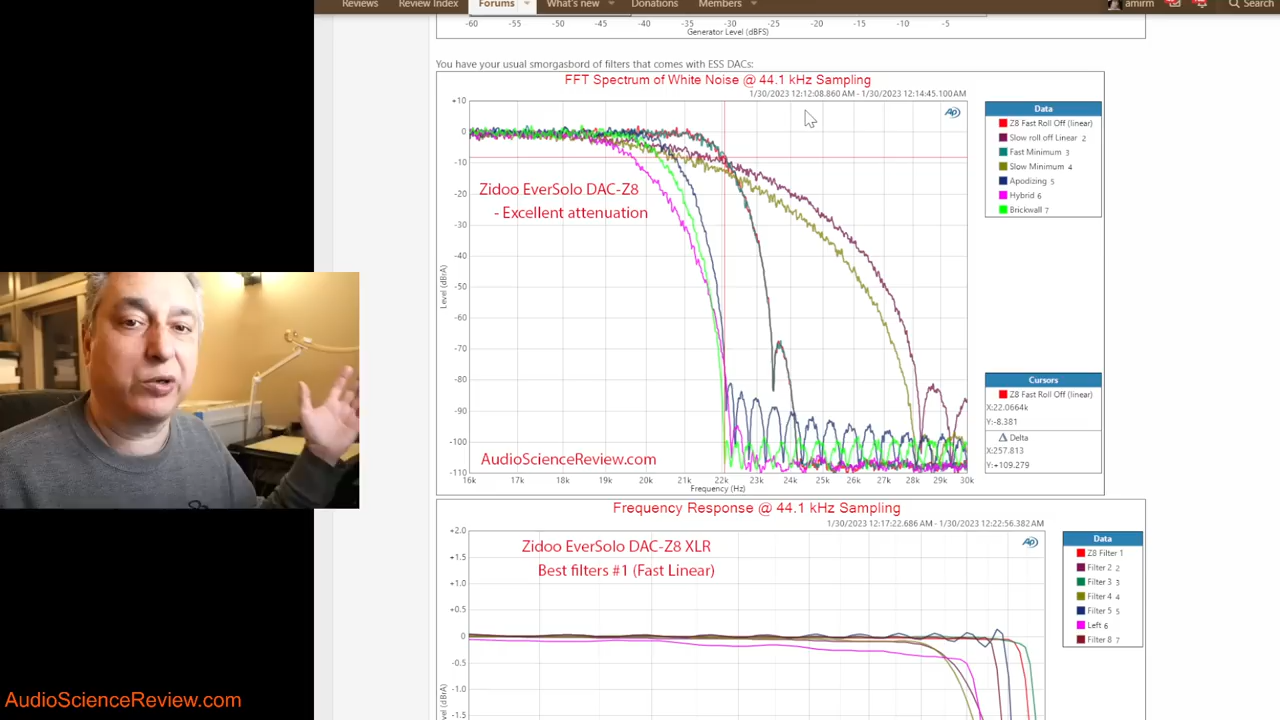 Reviews Review Index Forums What's new Donations Members amirm Search
-60 -55 -50 -45 -40 -35 -30 -25 -20 -15 -10 -5
Generator Level (dBFS)
You have your usual smorgasbord of filters that comes with ESS DACs:
FFT Spectrum of White Noise @ 44.1 kHz Sampling
1/30/2023 12:12:08.860 AM - 1/30/2023 12:14:45.100 AM
+10
0
-10
-20
-30
-40
-50
-60
-70
-80
-90
-100
-110
Level (dBrA)
Ap
Zidoo EverSolo DAC-Z8
- Excellent attenuation
AudioScienceReview.com
16k 17k 18k 19k 20k 21k 22k 23k 24k 25k 26k 27k 28k 29k 30k
Frequency (Hz)
Data
Z8 Fast Roll Off (linear)
Slow roll off Linear 2
Fast Minimum 3
Slow Minimum 4
Apodizing 5
Hybrid 6
Brickwall 7
Cursors
Z8 Fast Roll Off (linear)
X:22.0664k
Y:-8.381
Δ Delta
X:257.813
Y:+109.279
Frequency Response @ 44.1 kHz Sampling
1/30/2023 12:17:22.686 AM - 1/30/2023 12:22:56.382 AM
+2.0
+1.5
+1.0
+0.5
0
-0.5
-1.0
-1.5
Level (dBrA)
Ap
Zidoo EverSolo DAC-Z8 XLR
Best filters #1 (Fast Linear)
Data
Z8 Filter 1
Filter 2 2
Filter 3 3
Filter 4 4
Filter 5 5
Left 6
Filter 8 7
AudioScienceReview.com